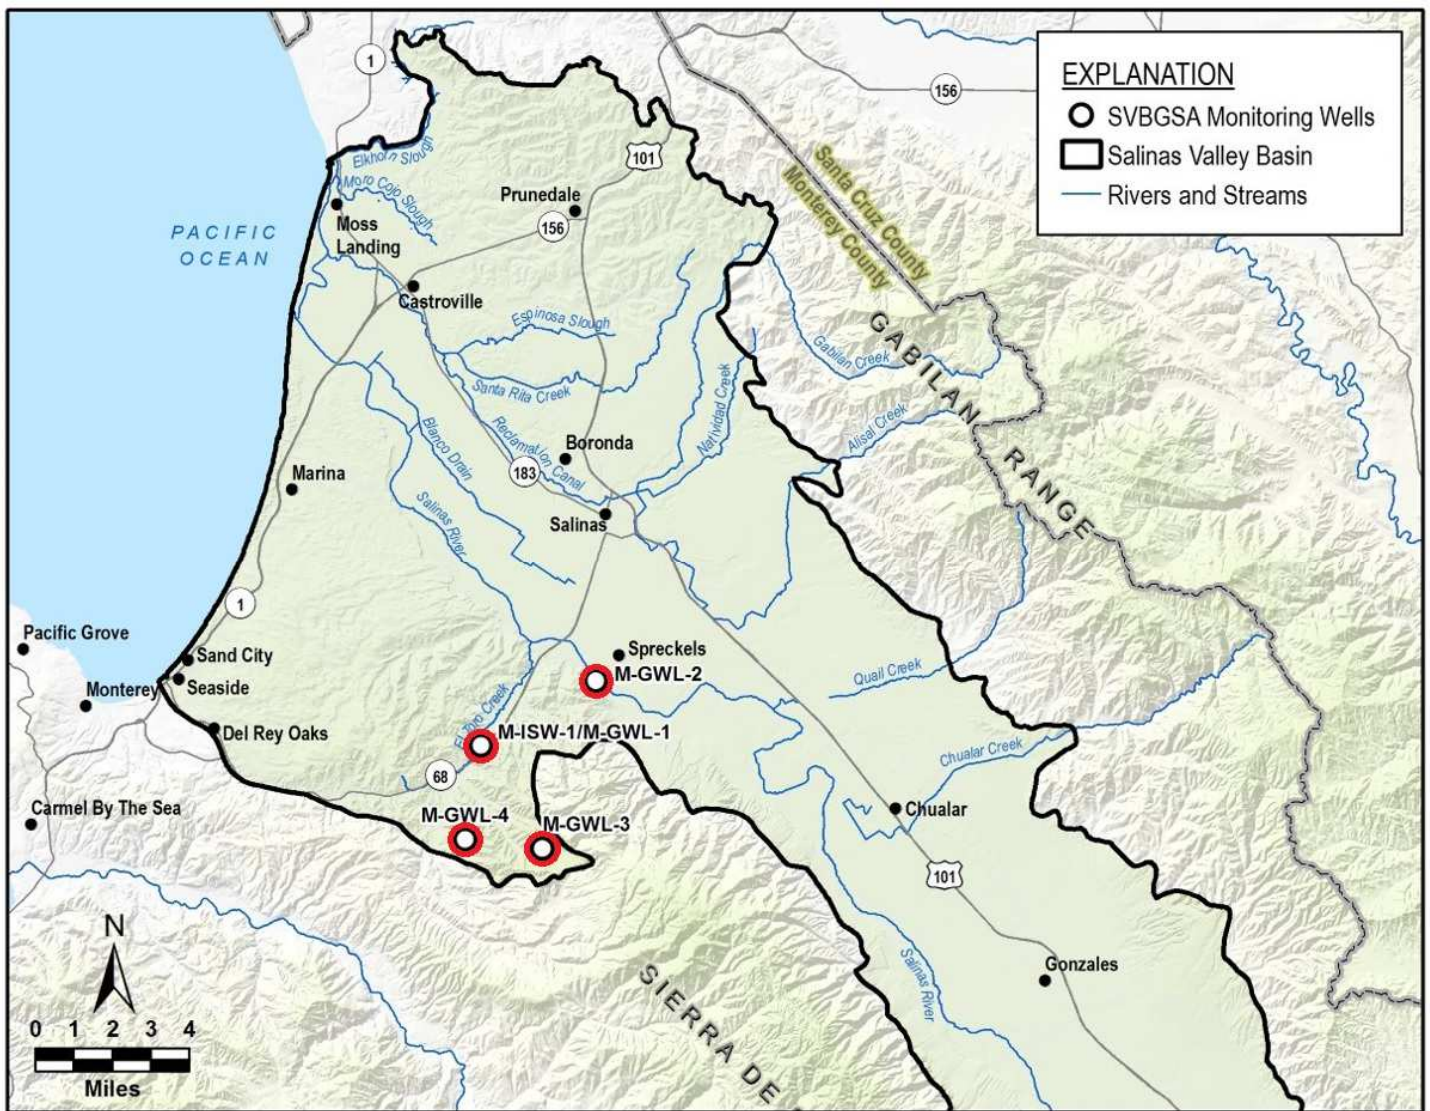 EXPLANATION
SVBGSA Monitoring Wells
Salinas Valley Basin
Rivers and Streams
1
156
101
Santa Cruz County
Monterey County
Elkhorn Slough
Moro Cojo Slough
Prunedale
156
Moss
Landing
PACIFIC
OCEAN
Castroville
Espinosa Slough
GABILAN RANGE
Gabilan Creek
Santa Rita Creek
Natividad Creek
Alisal Creek
Blanco Drain
Reclamation Canal
Boronda
183
Marina
Salinas River
Salinas
1
Pacific Grove
Sand City
Spreckels
Seaside
M-GWL-2
Quail Creek
Monterey
El Toro Creek
Del Rey Oaks
M-ISW-1/M-GWL-1
Chualar Creek
68
Carmel By The Sea
M-GWL-4
M-GWL-3
Chualar
101
N
Gonzales
Salinas River
SIERRA DE
0 1 2 3 4
Miles